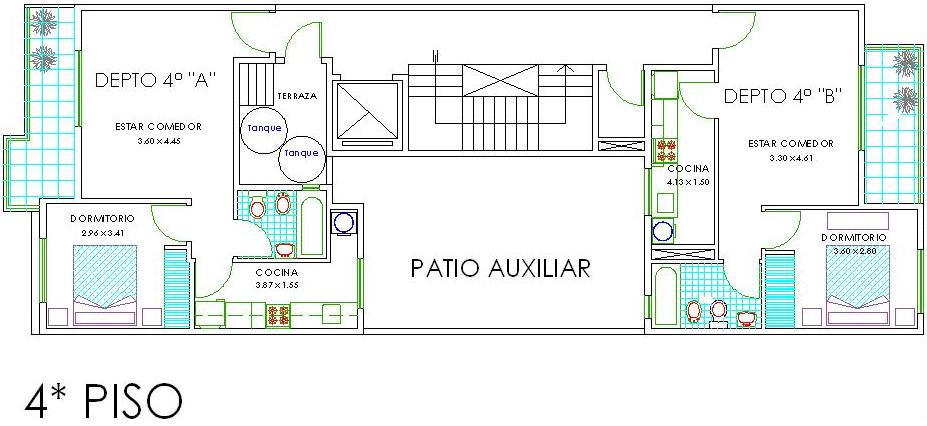 DEPTO 4º "A"
ESTAR COMEDOR
3.60 x 4.45
TERRAZA
Tanque
Tanque
DEPTO 4º "B"
ESTAR COMEDOR
3.30 x 4.61
COCINA
4.13 x 1.50
DORMITORIO
2.96 x 3.41
DORMITORIO
3.60 x 2.80
COCINA
3.87 x 1.55
PATIO AUXILIAR
4* PISO